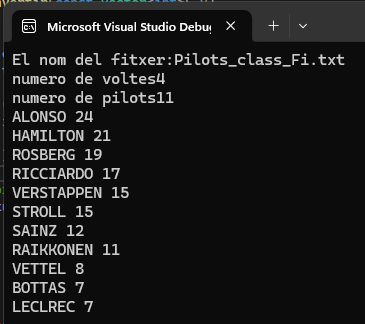 Microsoft Visual Studio Debug
El nom del fitxer:Pilots_class_Fi.txt
numero de voltes4
numero de pilots11
ALONSO 24
HAMILTON 21
ROSBERG 19
RICCIARDO 17
VERSTAPPEN 15
STROLL 15
SAINZ 12
RAIKKONEN 11
VETTEL 8
BOTTAS 7
LECLREC 7